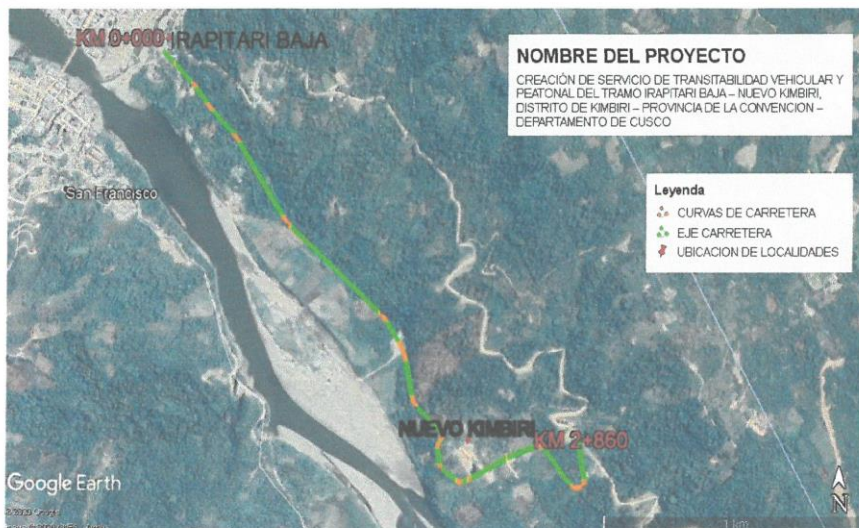 KM 0+000 IRAPITARI BAJA
NOMBRE DEL PROYECTO
CREACIÓN DE SERVICIO DE TRANSITABILIDAD VEHICULAR Y
PEATONAL DEL TRAMO IRAPITARI BAJA – NUEVO KIMBIRI,
DISTRITO DE KIMBIRI – PROVINCIA DE LA CONVENCION –
DEPARTAMENTO DE CUSCO
San Francisco
Leyenda
CURVAS DE CARRETERA
EJE CARRETERA
UBICACION DE LOCALIDADES
NUEVO KIMBIRI
KM 2+860
Google Earth
N
1 km